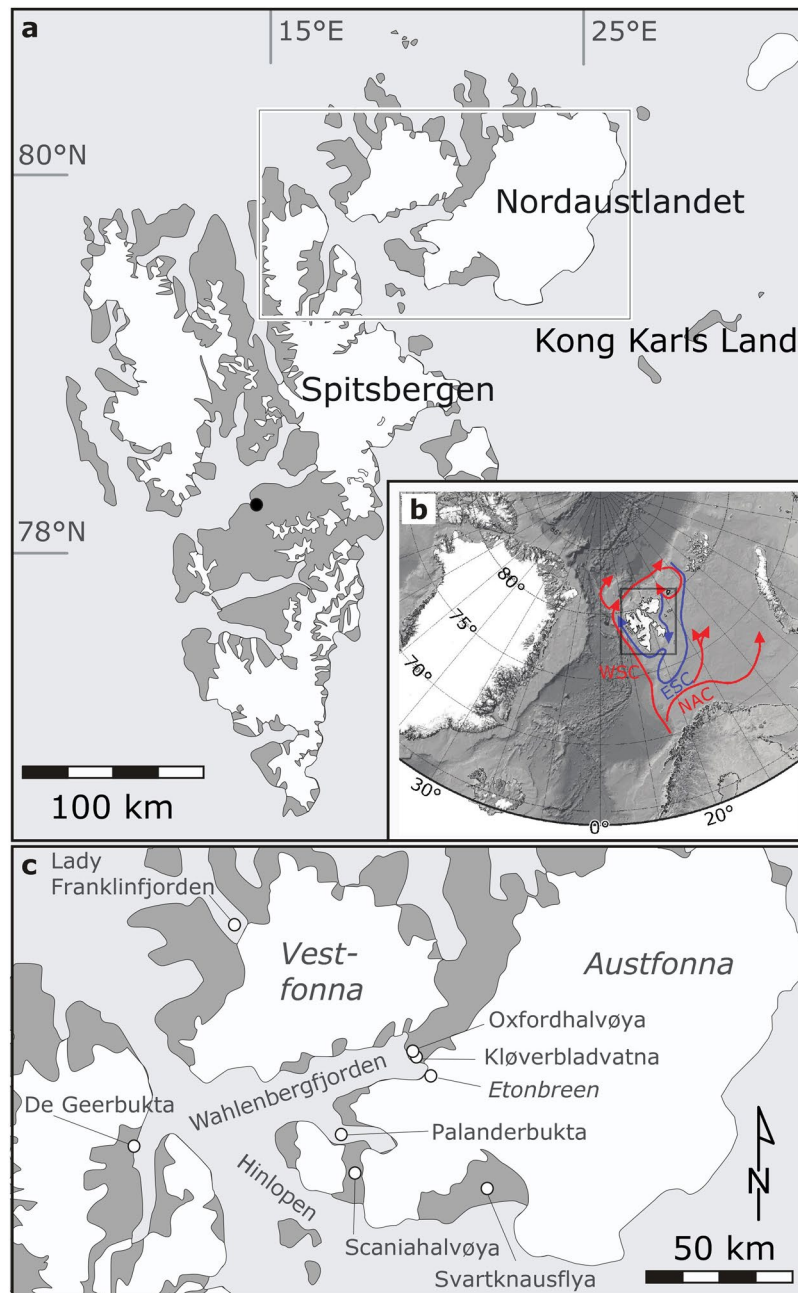 a
15°E
25°E
80°N
Nordaustlandet
Kong Karls Land
Spitsbergen
78°N
100 km
b
80°
75°
70°
WSC
ESC
NAC
30°
0°
20°
c
Lady
Franklinfjorden
Vest-
fonna
Austfonna
Oxfordhalvøya
Kløverbladvatna
Etonbreen
Wahlenbergfjorden
De Geerbukta
Palanderbukta
Hinlopen
N
Scaniahalvøya
Svartknausflya
50 km